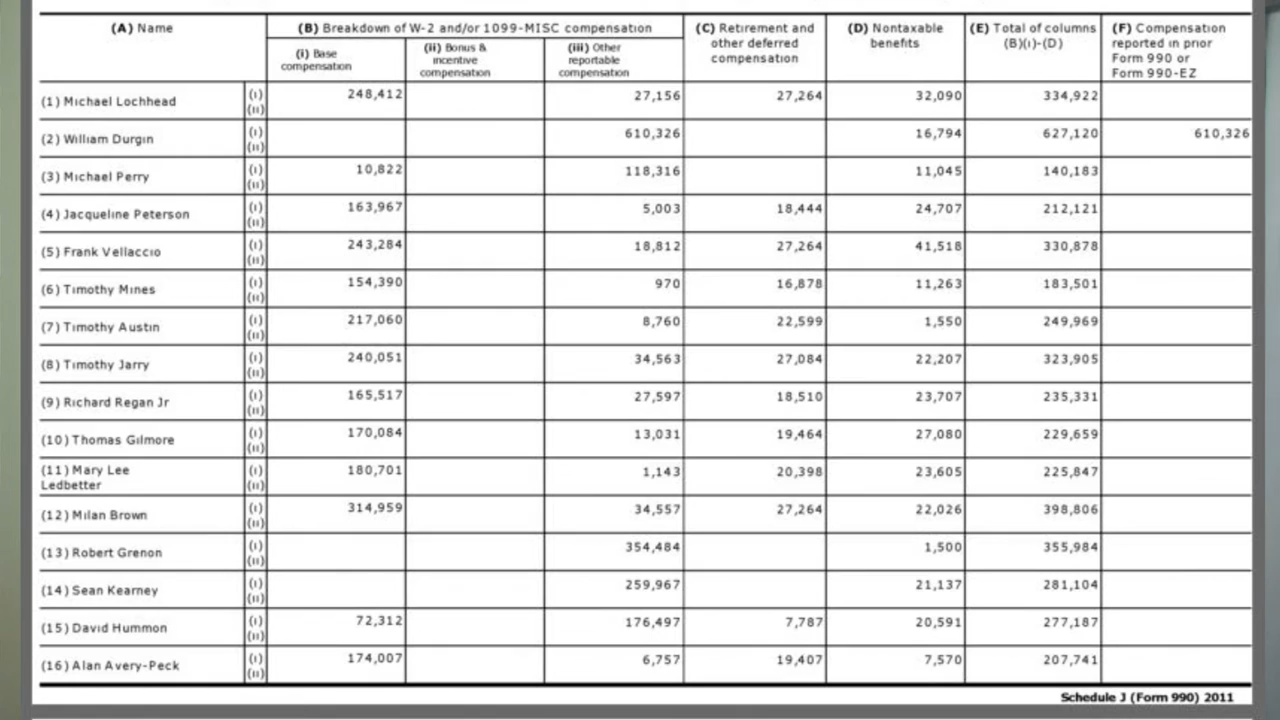 (A) Name (B) Breakdown of W-2 and/or 1099-MISC compensation (C) Retirement and other deferred compensation (D) Nontaxable benefits (E) Total of columns (B)(i)-(D) (F) Compensation reported in prior Form 990 or Form 990-EZ
(i) Base compensation (ii) Bonus & incentive compensation (iii) Other reportable compensation
(1) Michael Lochhead (i) 248,412 27,156 27,264 32,090 334,922
(ii)
(2) William Durgin (i) 610,326 16,794 627,120 610,326
(ii)
(3) Michael Perry (i) 10,822 118,316 11,045 140,183
(ii)
(4) Jacqueline Peterson (i) 163,967 5,003 18,444 24,707 212,121
(ii)
(5) Frank Vellaccio (i) 243,284 18,812 27,264 41,518 330,878
(ii)
(6) Timothy Mines (i) 154,390 970 16,878 11,263 183,501
(ii)
(7) Timothy Austin (i) 217,060 8,760 22,599 1,550 249,969
(ii)
(8) Timothy Jarry (i) 240,051 34,563 27,084 22,207 323,905
(ii)
(9) Richard Regan Jr (i) 165,517 27,597 18,510 23,707 235,331
(ii)
(10) Thomas Gilmore (i) 170,084 13,031 19,464 27,080 229,659
(ii)
(11) Mary Lee (i) 180,701 1,143 20,398 23,605 225,847
Ledbetter (ii)
(12) Milan Brown (i) 314,959 34,557 27,264 22,026 398,806
(ii)
(13) Robert Grenon (i) 354,484 1,500 355,984
(ii)
(14) Sean Kearney (i) 259,967 21,137 281,104
(ii)
(15) David Hummon (i) 72,312 176,497 7,787 20,591 277,187
(ii)
(16) Alan Avery-Peck (i) 174,007 6,757 19,407 7,570 207,741
(ii)
Schedule J (Form 990) 2011